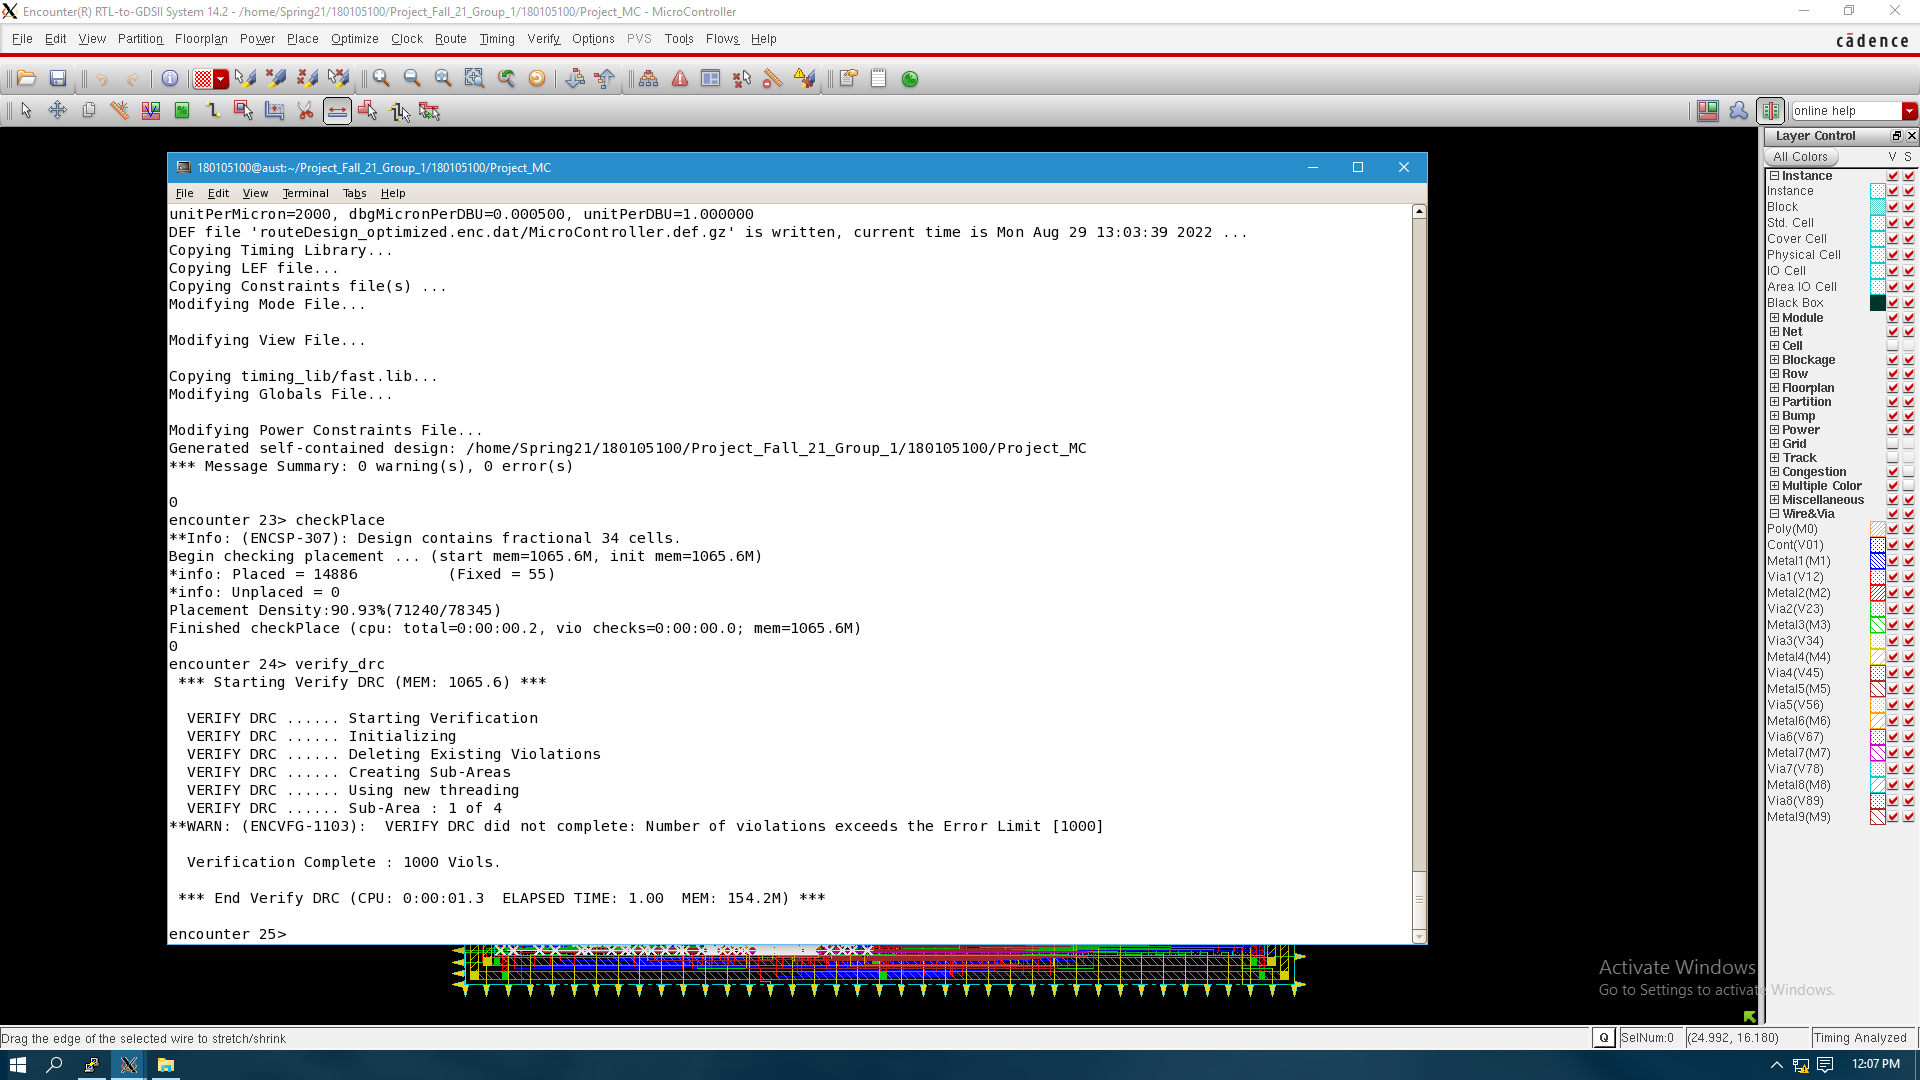 Encounter(R) RTL-to-GDSII System 14.2 - /home/Spring21/180105100/Project_Fall_21_Group_1/180105100/Project_MC - MicroController
File Edit View Partition Floorplan Power Place Optimize Clock Route Timing Verify Options PVS Tools Flows Help
cādence
online help
Layer Control
All Colors V S
Instance
Instance
Block
Std. Cell
Cover Cell
Physical Cell
IO Cell
Area IO Cell
Black Box
Module
Net
Cell
Blockage
Row
Floorplan
Partition
Bump
Power
Grid
Track
Congestion
Multiple Color
Miscellaneous
Wire&Via
Poly(M0)
Cont(V01)
Metal1(M1)
Via1(V12)
Metal2(M2)
Via2(V23)
Metal3(M3)
Via3(V34)
Metal4(M4)
Via4(V45)
Metal5(M5)
Via5(V56)
Metal6(M6)
Via6(V67)
Metal7(M7)
Via7(V78)
Metal8(M8)
Via8(V89)
Metal9(M9)
180105100@aust:~/Project_Fall_21_Group_1/180105100/Project_MC
File Edit View Terminal Tabs Help
unitPerMicron=2000, dbgMicronPerDBU=0.000500, unitPerDBU=1.000000
DEF file 'routeDesign_optimized.enc.dat/MicroController.def.gz' is written, current time is Mon Aug 29 13:03:39 2022 ...
Copying Timing Library...
Copying LEF file...
Copying Constraints file(s) ...
Modifying Mode File...
Modifying View File...
Copying timing_lib/fast.lib...
Modifying Globals File...
Modifying Power Constraints File...
Generated self-contained design: /home/Spring21/180105100/Project_Fall_21_Group_1/180105100/Project_MC
*** Message Summary: 0 warning(s), 0 error(s)
0
encounter 23> checkPlace
**Info: (ENCSP-307): Design contains fractional 34 cells.
Begin checking placement ... (start mem=1065.6M, init mem=1065.6M)
*info: Placed = 14886          (Fixed = 55)
*info: Unplaced = 0
Placement Density:90.93%(71240/78345)
Finished checkPlace (cpu: total=0:00:00.2, vio checks=0:00:00.0; mem=1065.6M)
0
encounter 24> verify_drc
*** Starting Verify DRC (MEM: 1065.6) ***
VERIFY DRC ...... Starting Verification
VERIFY DRC ...... Initializing
VERIFY DRC ...... Deleting Existing Violations
VERIFY DRC ...... Creating Sub-Areas
VERIFY DRC ...... Using new threading
VERIFY DRC ...... Sub-Area : 1 of 4
**WARN: (ENCVFG-1103):  VERIFY DRC did not complete: Number of violations exceeds the Error Limit [1000]
Verification Complete : 1000 Viols.
*** End Verify DRC (CPU: 0:00:01.3  ELAPSED TIME: 1.00  MEM: 154.2M) ***
encounter 25>
Activate Windows
Go to Settings to activate Windows.
Drag the edge of the selected wire to stretch/shrink
Q SelNum:0 (24.992, 16.180) Timing Analyzed
12:07 PM